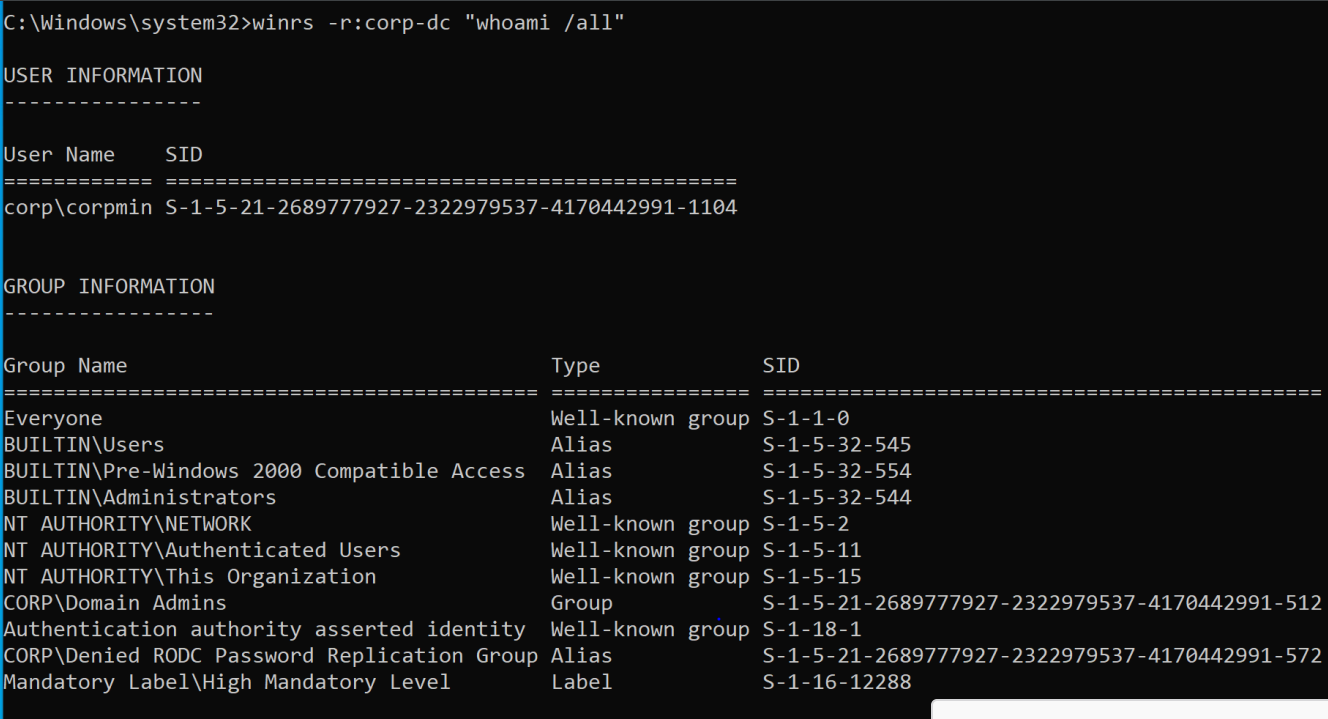 C:\Windows\system32>winrs -r:corp-dc "whoami /all"
USER INFORMATION
----------------
User Name    SID
============ ==============================================
corp\corpmin S-1-5-21-2689777927-2322979537-4170442991-1104
GROUP INFORMATION
-----------------
Group Name                                  Type             SID
=========================================== ================ =============================================
Everyone                                    Well-known group S-1-1-0
BUILTIN\Users                               Alias            S-1-5-32-545
BUILTIN\Pre-Windows 2000 Compatible Access  Alias            S-1-5-32-554
BUILTIN\Administrators                      Alias            S-1-5-32-544
NT AUTHORITY\NETWORK                        Well-known group S-1-5-2
NT AUTHORITY\Authenticated Users            Well-known group S-1-5-11
NT AUTHORITY\This Organization              Well-known group S-1-5-15
CORP\Domain Admins                          Group            S-1-5-21-2689777927-2322979537-4170442991-512
Authentication authority asserted identity  Well-known group S-1-18-1
CORP\Denied RODC Password Replication Group Alias            S-1-5-21-2689777927-2322979537-4170442991-572
Mandatory Label\High Mandatory Level        Label            S-1-16-12288